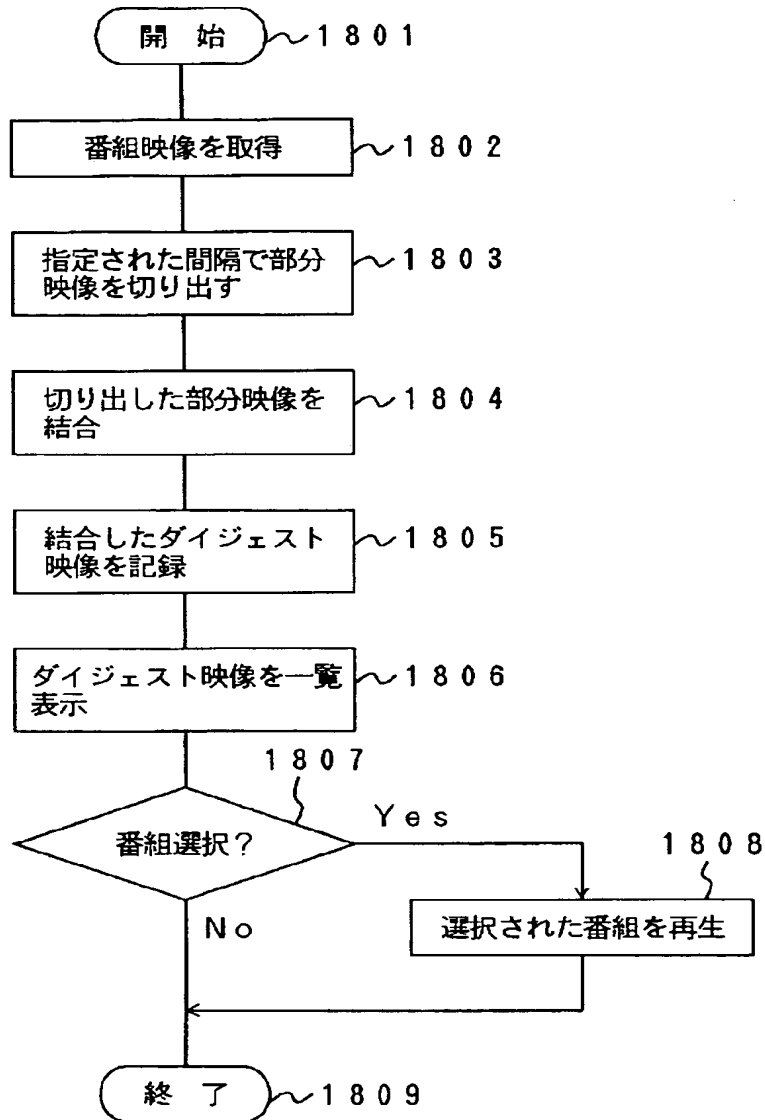 開 始 1801
番組映像を取得 1802
指定された間隔で部分 1803
映像を切り出す
切り出した部分映像を 1804
結合
結合したダイジェスト 1805
映像を記録
ダイジェスト映像を一覧 1806
表示
1807
番組選択?
Yes
1808
選択された番組を再生
No
終 了 1809